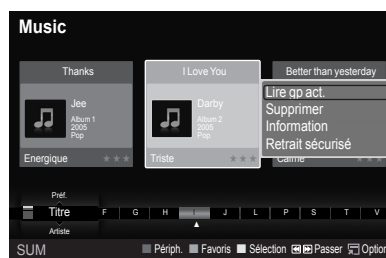 Music
Thanks
I Love You
Better than yesterday
Jee
Album 1
2005
Pop
Darby
Album 2
2005
Pop
Lire gp act.
Supprimer
Information
Retrait sécurisé
Energique ★★★
Triste ★★★
Calme
Préf.
Titre F G H I J L P S T V
Artiste
SUM Périph. Favoris Sélection Passer Option